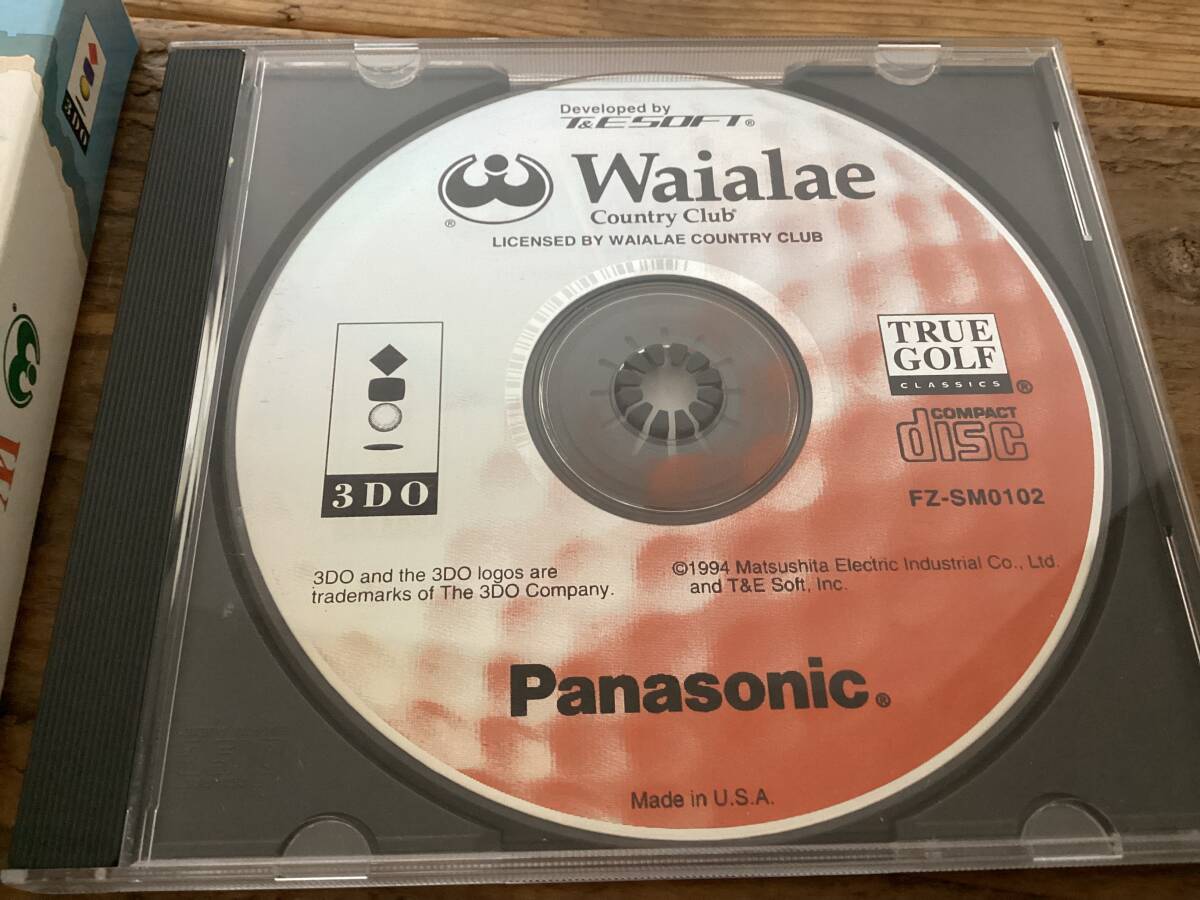 3DO
Developed by
T&E SOFT®
Waialae
Country Club®
®
LICENSED BY WAIALAE COUNTRY CLUB
TRUE
GOLF
CLASSICS ®
COMPACT
disc
3DO
FZ-SM0102
3DO and the 3DO logos are
trademarks of The 3DO Company.
©1994 Matsushita Electric Industrial Co., Ltd.
and T&E Soft, Inc.
Panasonic®
Made in U.S.A.